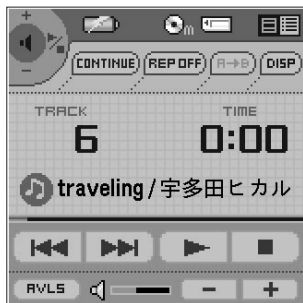 m
CONTINUE REP OFF A→B DISP
TRACK TIME
6 0:00
traveling/宇多田ヒカル
AVLS − +